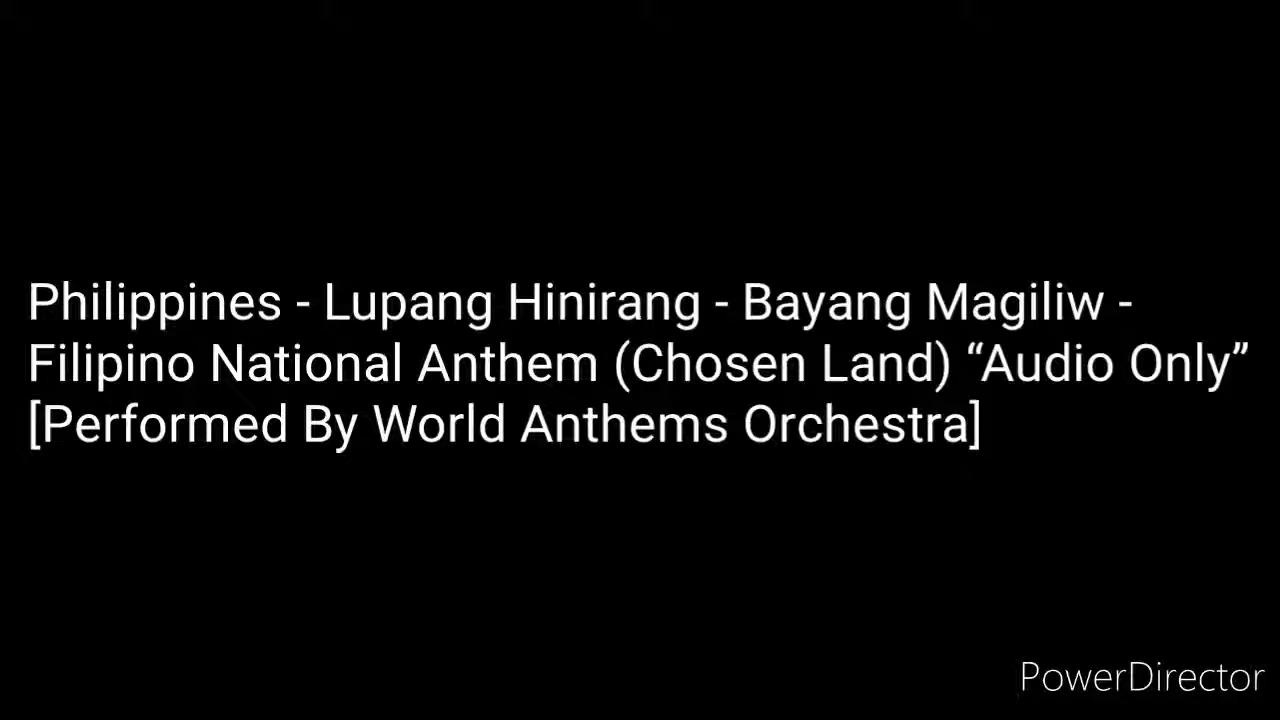 Philippines - Lupang Hinirang - Bayang Magiliw -
Filipino National Anthem (Chosen Land) “Audio Only”
[Performed By World Anthems Orchestra]
PowerDirector